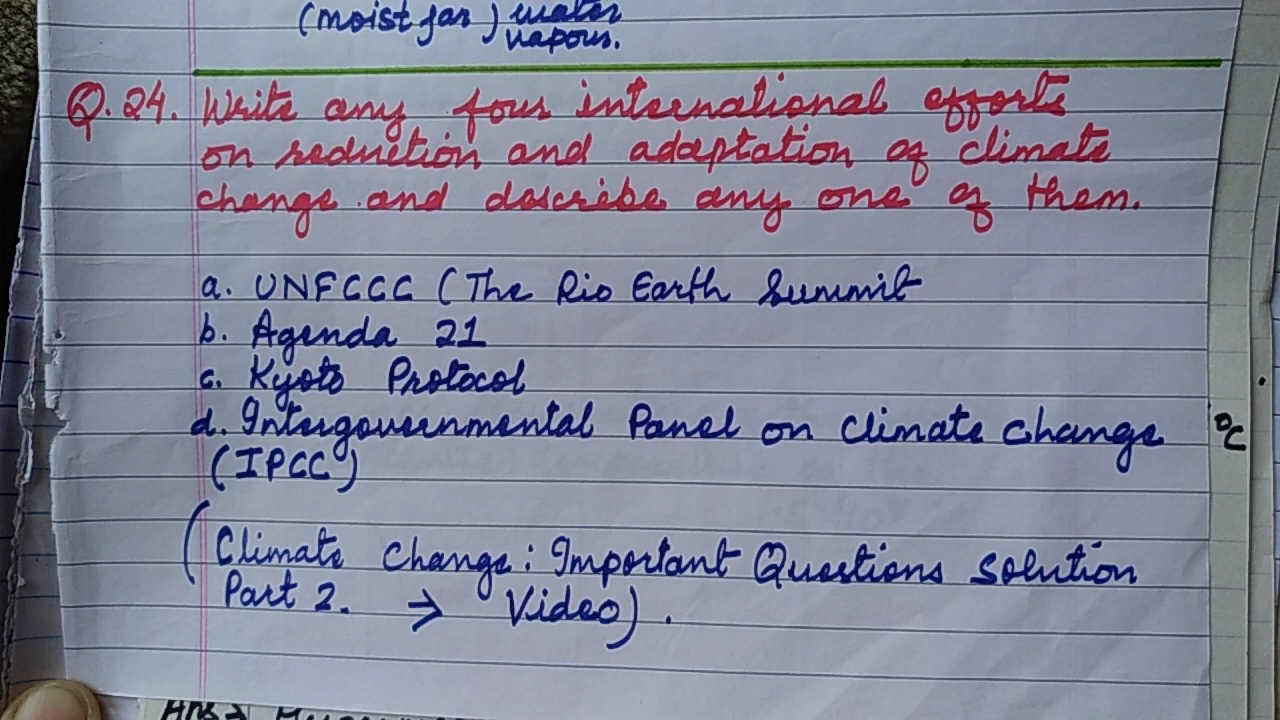 (moist far) water
vapour.
Q.24. Write any four international efforts
on reduction and adaptation of climate
change and describe any one of them.
a. UNFCCC (The Rio Earth Summit
b. Agenda 21
c. Kyoto Protocol
d. Intergovernmental Panel on Climate Change
(IPCC)
°C
(Climate Change: Important Questions Solution
Part 2. → Video).
Ans →